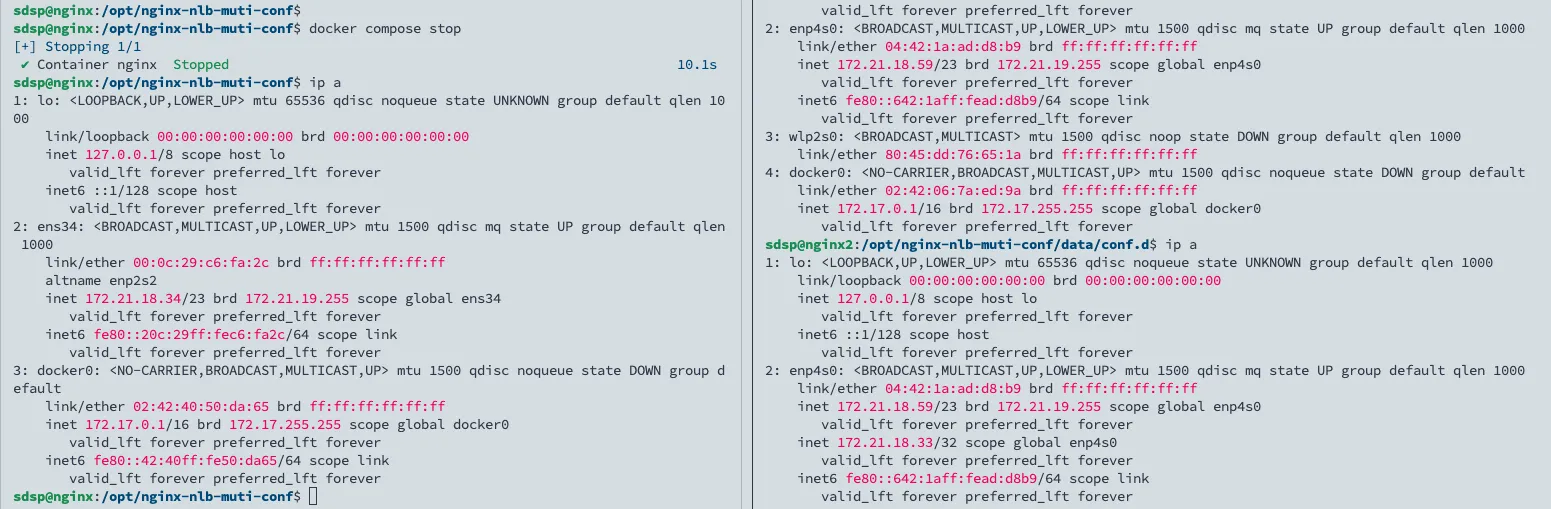 sdsp@nginx:/opt/nginx-nlb-muti-conf$
sdsp@nginx:/opt/nginx-nlb-muti-conf$ docker compose stop
[+] Stopping 1/1
✔ Container nginx  Stopped 10.1s
sdsp@nginx:/opt/nginx-nlb-muti-conf$ ip a
1: lo: <LOOPBACK,UP,LOWER_UP> mtu 65536 qdisc noqueue state UNKNOWN group default qlen 10
00
link/loopback 00:00:00:00:00:00 brd 00:00:00:00:00:00
inet 127.0.0.1/8 scope host lo
valid_lft forever preferred_lft forever
inet6 ::1/128 scope host
valid_lft forever preferred_lft forever
2: ens34: <BROADCAST,MULTICAST,UP,LOWER_UP> mtu 1500 qdisc mq state UP group default qlen
1000
link/ether 00:0c:29:c6:fa:2c brd ff:ff:ff:ff:ff:ff
altname enp2s2
inet 172.21.18.34/23 brd 172.21.19.255 scope global ens34
valid_lft forever preferred_lft forever
inet6 fe80::20c:29ff:fec6:fa2c/64 scope link
valid_lft forever preferred_lft forever
3: docker0: <NO-CARRIER,BROADCAST,MULTICAST,UP> mtu 1500 qdisc noqueue state DOWN group d
efault
link/ether 02:42:40:50:da:65 brd ff:ff:ff:ff:ff:ff
inet 172.17.0.1/16 brd 172.17.255.255 scope global docker0
valid_lft forever preferred_lft forever
inet6 fe80::42:40ff:fe50:da65/64 scope link
valid_lft forever preferred_lft forever
sdsp@nginx:/opt/nginx-nlb-muti-conf$
valid_lft forever preferred_lft forever
2: enp4s0: <BROADCAST,MULTICAST,UP,LOWER_UP> mtu 1500 qdisc mq state UP group default qlen 1000
link/ether 04:42:1a:ad:d8:b9 brd ff:ff:ff:ff:ff:ff
inet 172.21.18.59/23 brd 172.21.19.255 scope global enp4s0
valid_lft forever preferred_lft forever
inet6 fe80::642:1aff:fead:d8b9/64 scope link
valid_lft forever preferred_lft forever
3: wlp2s0: <BROADCAST,MULTICAST> mtu 1500 qdisc noop state DOWN group default qlen 1000
link/ether 80:45:dd:76:65:1a brd ff:ff:ff:ff:ff:ff
4: docker0: <NO-CARRIER,BROADCAST,MULTICAST,UP> mtu 1500 qdisc noqueue state DOWN group default
link/ether 02:42:06:7a:ed:9a brd ff:ff:ff:ff:ff:ff
inet 172.17.0.1/16 brd 172.17.255.255 scope global docker0
valid_lft forever preferred_lft forever
sdsp@nginx2:/opt/nginx-nlb-muti-conf/data/conf.d$ ip a
1: lo: <LOOPBACK,UP,LOWER_UP> mtu 65536 qdisc noqueue state UNKNOWN group default qlen 1000
link/loopback 00:00:00:00:00:00 brd 00:00:00:00:00:00
inet 127.0.0.1/8 scope host lo
valid_lft forever preferred_lft forever
inet6 ::1/128 scope host
valid_lft forever preferred_lft forever
2: enp4s0: <BROADCAST,MULTICAST,UP,LOWER_UP> mtu 1500 qdisc mq state UP group default qlen 1000
link/ether 04:42:1a:ad:d8:b9 brd ff:ff:ff:ff:ff:ff
inet 172.21.18.59/23 brd 172.21.19.255 scope global enp4s0
valid_lft forever preferred_lft forever
inet 172.21.18.33/32 scope global enp4s0
valid_lft forever preferred_lft forever
inet6 fe80::642:1aff:fead:d8b9/64 scope link
valid_lft forever preferred_lft forever